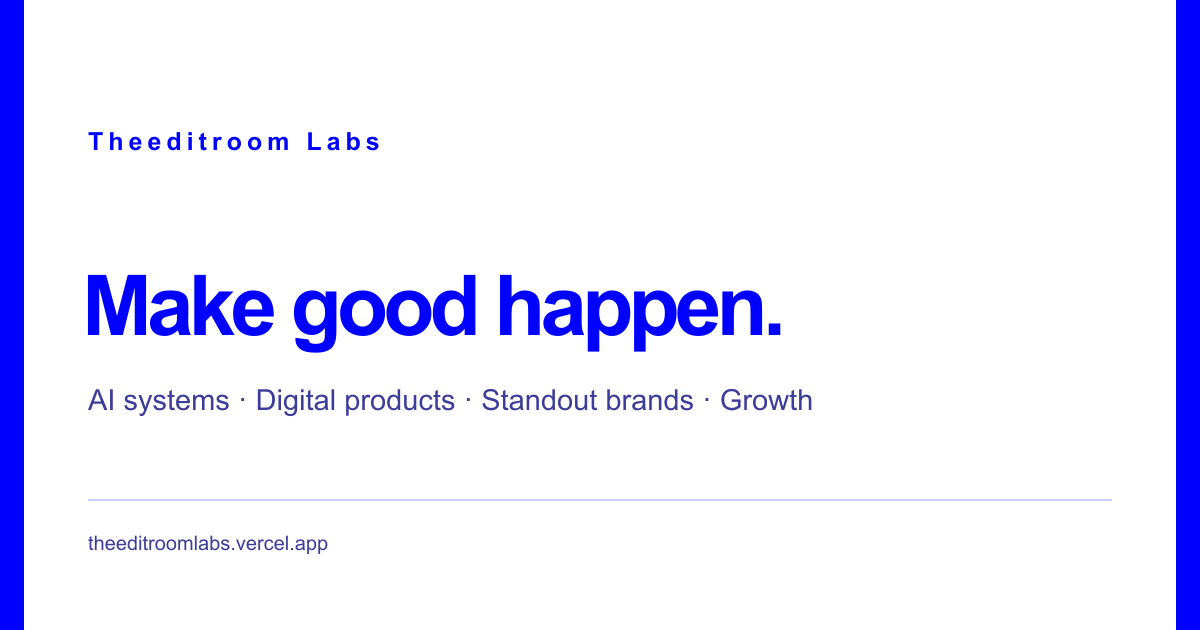 Theeditroom Labs
Make good happen.
AI systems · Digital products · Standout brands · Growth
theeditroomlabs.vercel.app